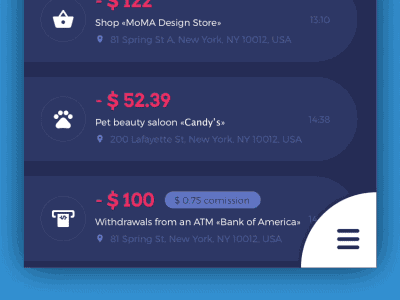 - $ 122
Shop «MoMA Design Store»
13:10
81 Spring St A, New York, NY 10012, USA
- $ 52.39
Pet beauty saloon «Candy's»
14:38
200 Lafayette St, New York, NY 10012, USA
- $ 100
$ 0.75 comission
Withdrawals from an ATM «Bank of America»
81 Spring St, New York, NY 10012, USA